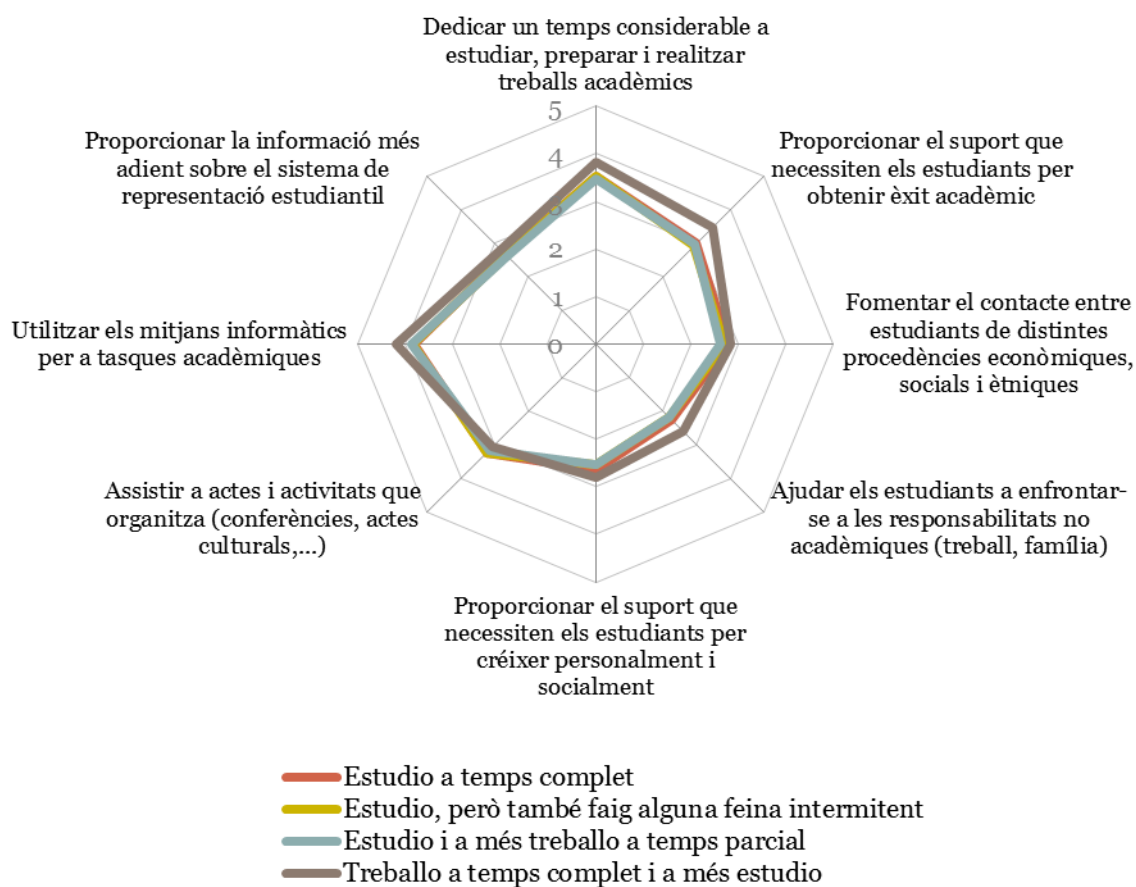 Dedicar un temps considerable a
estudiar, preparar i realitzar
treballs acadèmics
Proporcionar la informació més
adient sobre el sistema de
representació estudiantil
Proporcionar el suport que
necessiten els estudiants per
obtenir èxit acadèmic
5
4
3
2
1
0
Utilitzar els mitjans informàtics
per a tasques acadèmiques
Fomentar el contacte entre
estudiants de distintes
procedències econòmiques,
socials i ètniques
Assistir a actes i activitats que
organitza (conferències, actes
culturals,...)
Ajudar els estudiants a enfrontar-
se a les responsabilitats no
acadèmiques (treball, família)
Proporcionar el suport que
necessiten els estudiants per
créixer personalment i
socialment
Estudio a temps complet
Estudio, però també faig alguna feina intermitent
Estudio i a més treballo a temps parcial
Treballo a temps complet i a més estudio